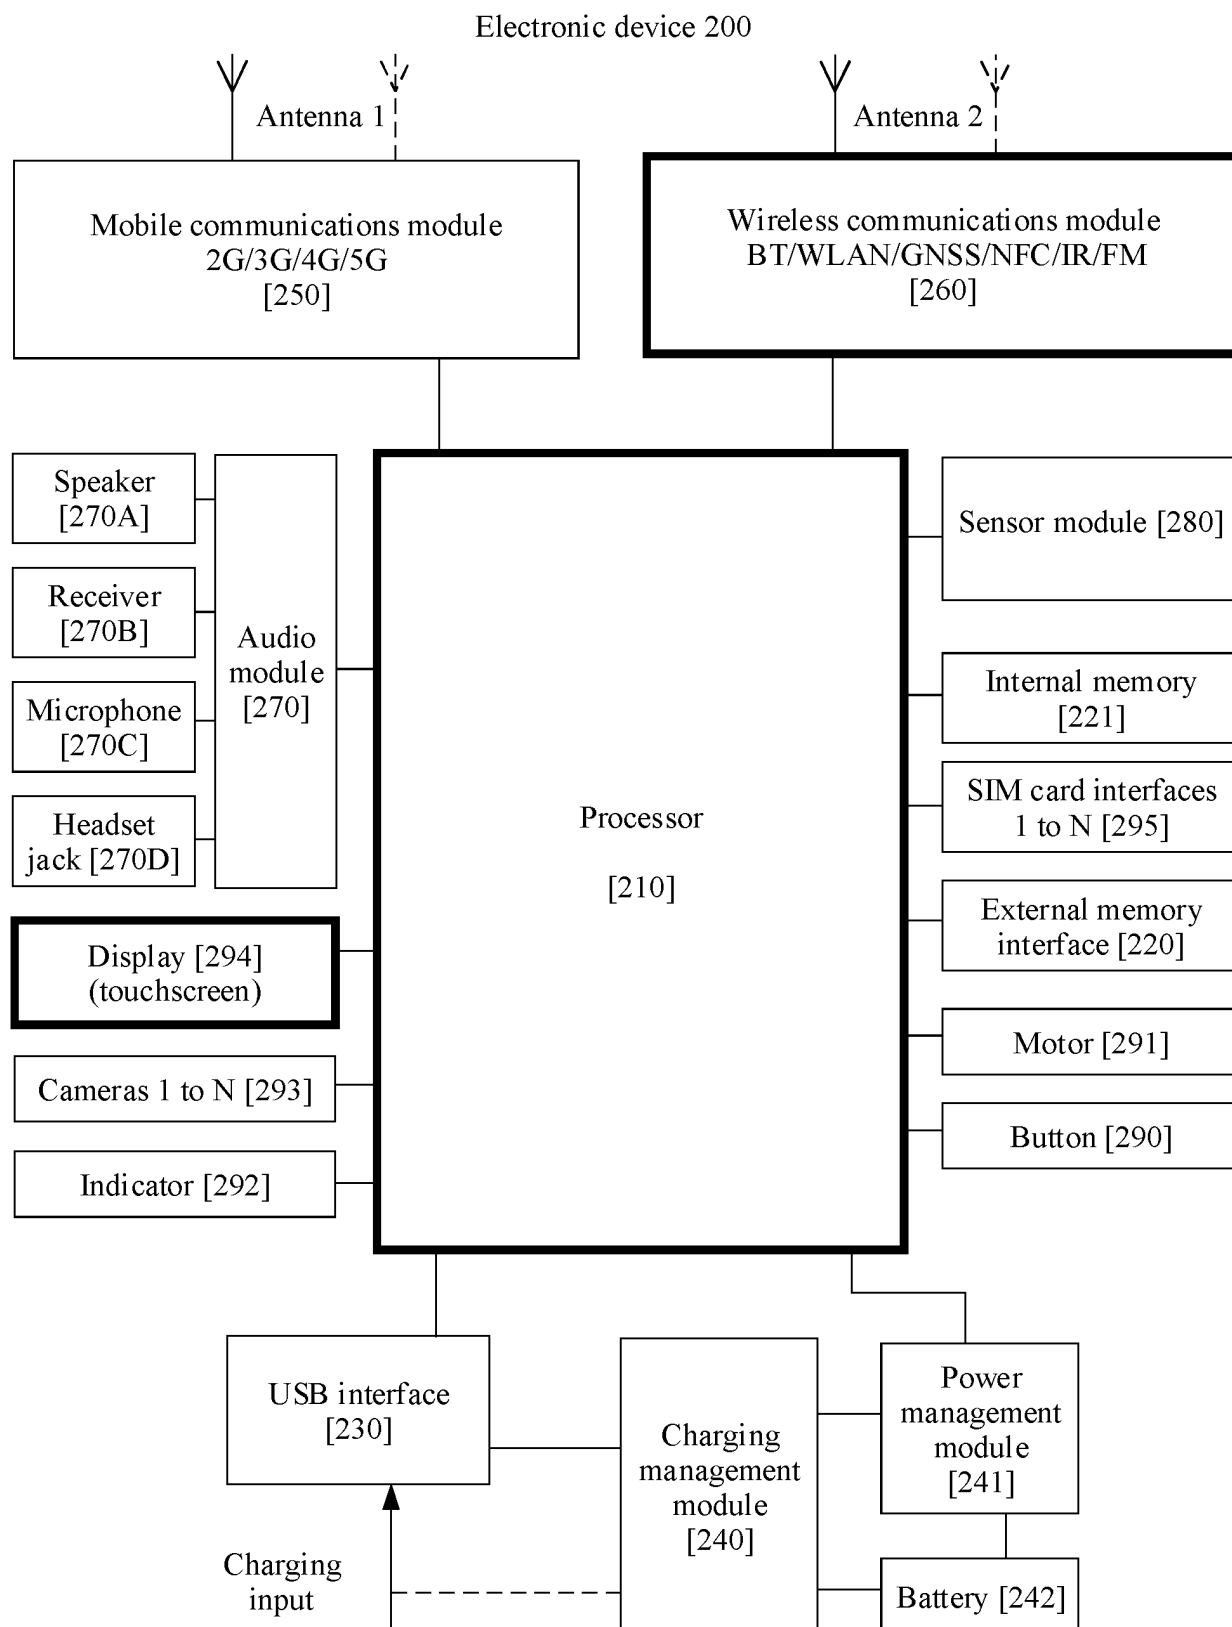 Electronic device 200
Antenna 1
Antenna 2
Mobile communications module
2G/3G/4G/5G
[250]
Wireless communications module
BT/WLAN/GNSS/NFC/IR/FM
[260]
Speaker
[270A]
Receiver
[270B]
Microphone
[270C]
Headset
jack [270D]
Audio
module
[270]
Display [294]
(touchscreen)
Cameras 1 to N [293]
Indicator [292]
Processor
[210]
Sensor module [280]
Internal memory
[221]
SIM card interfaces
1 to N [295]
External memory
interface [220]
Motor [291]
Button [290]
USB interface
[230]
Charging
management
module
[240]
Power
management
module
[241]
Charging
input
Battery [242]